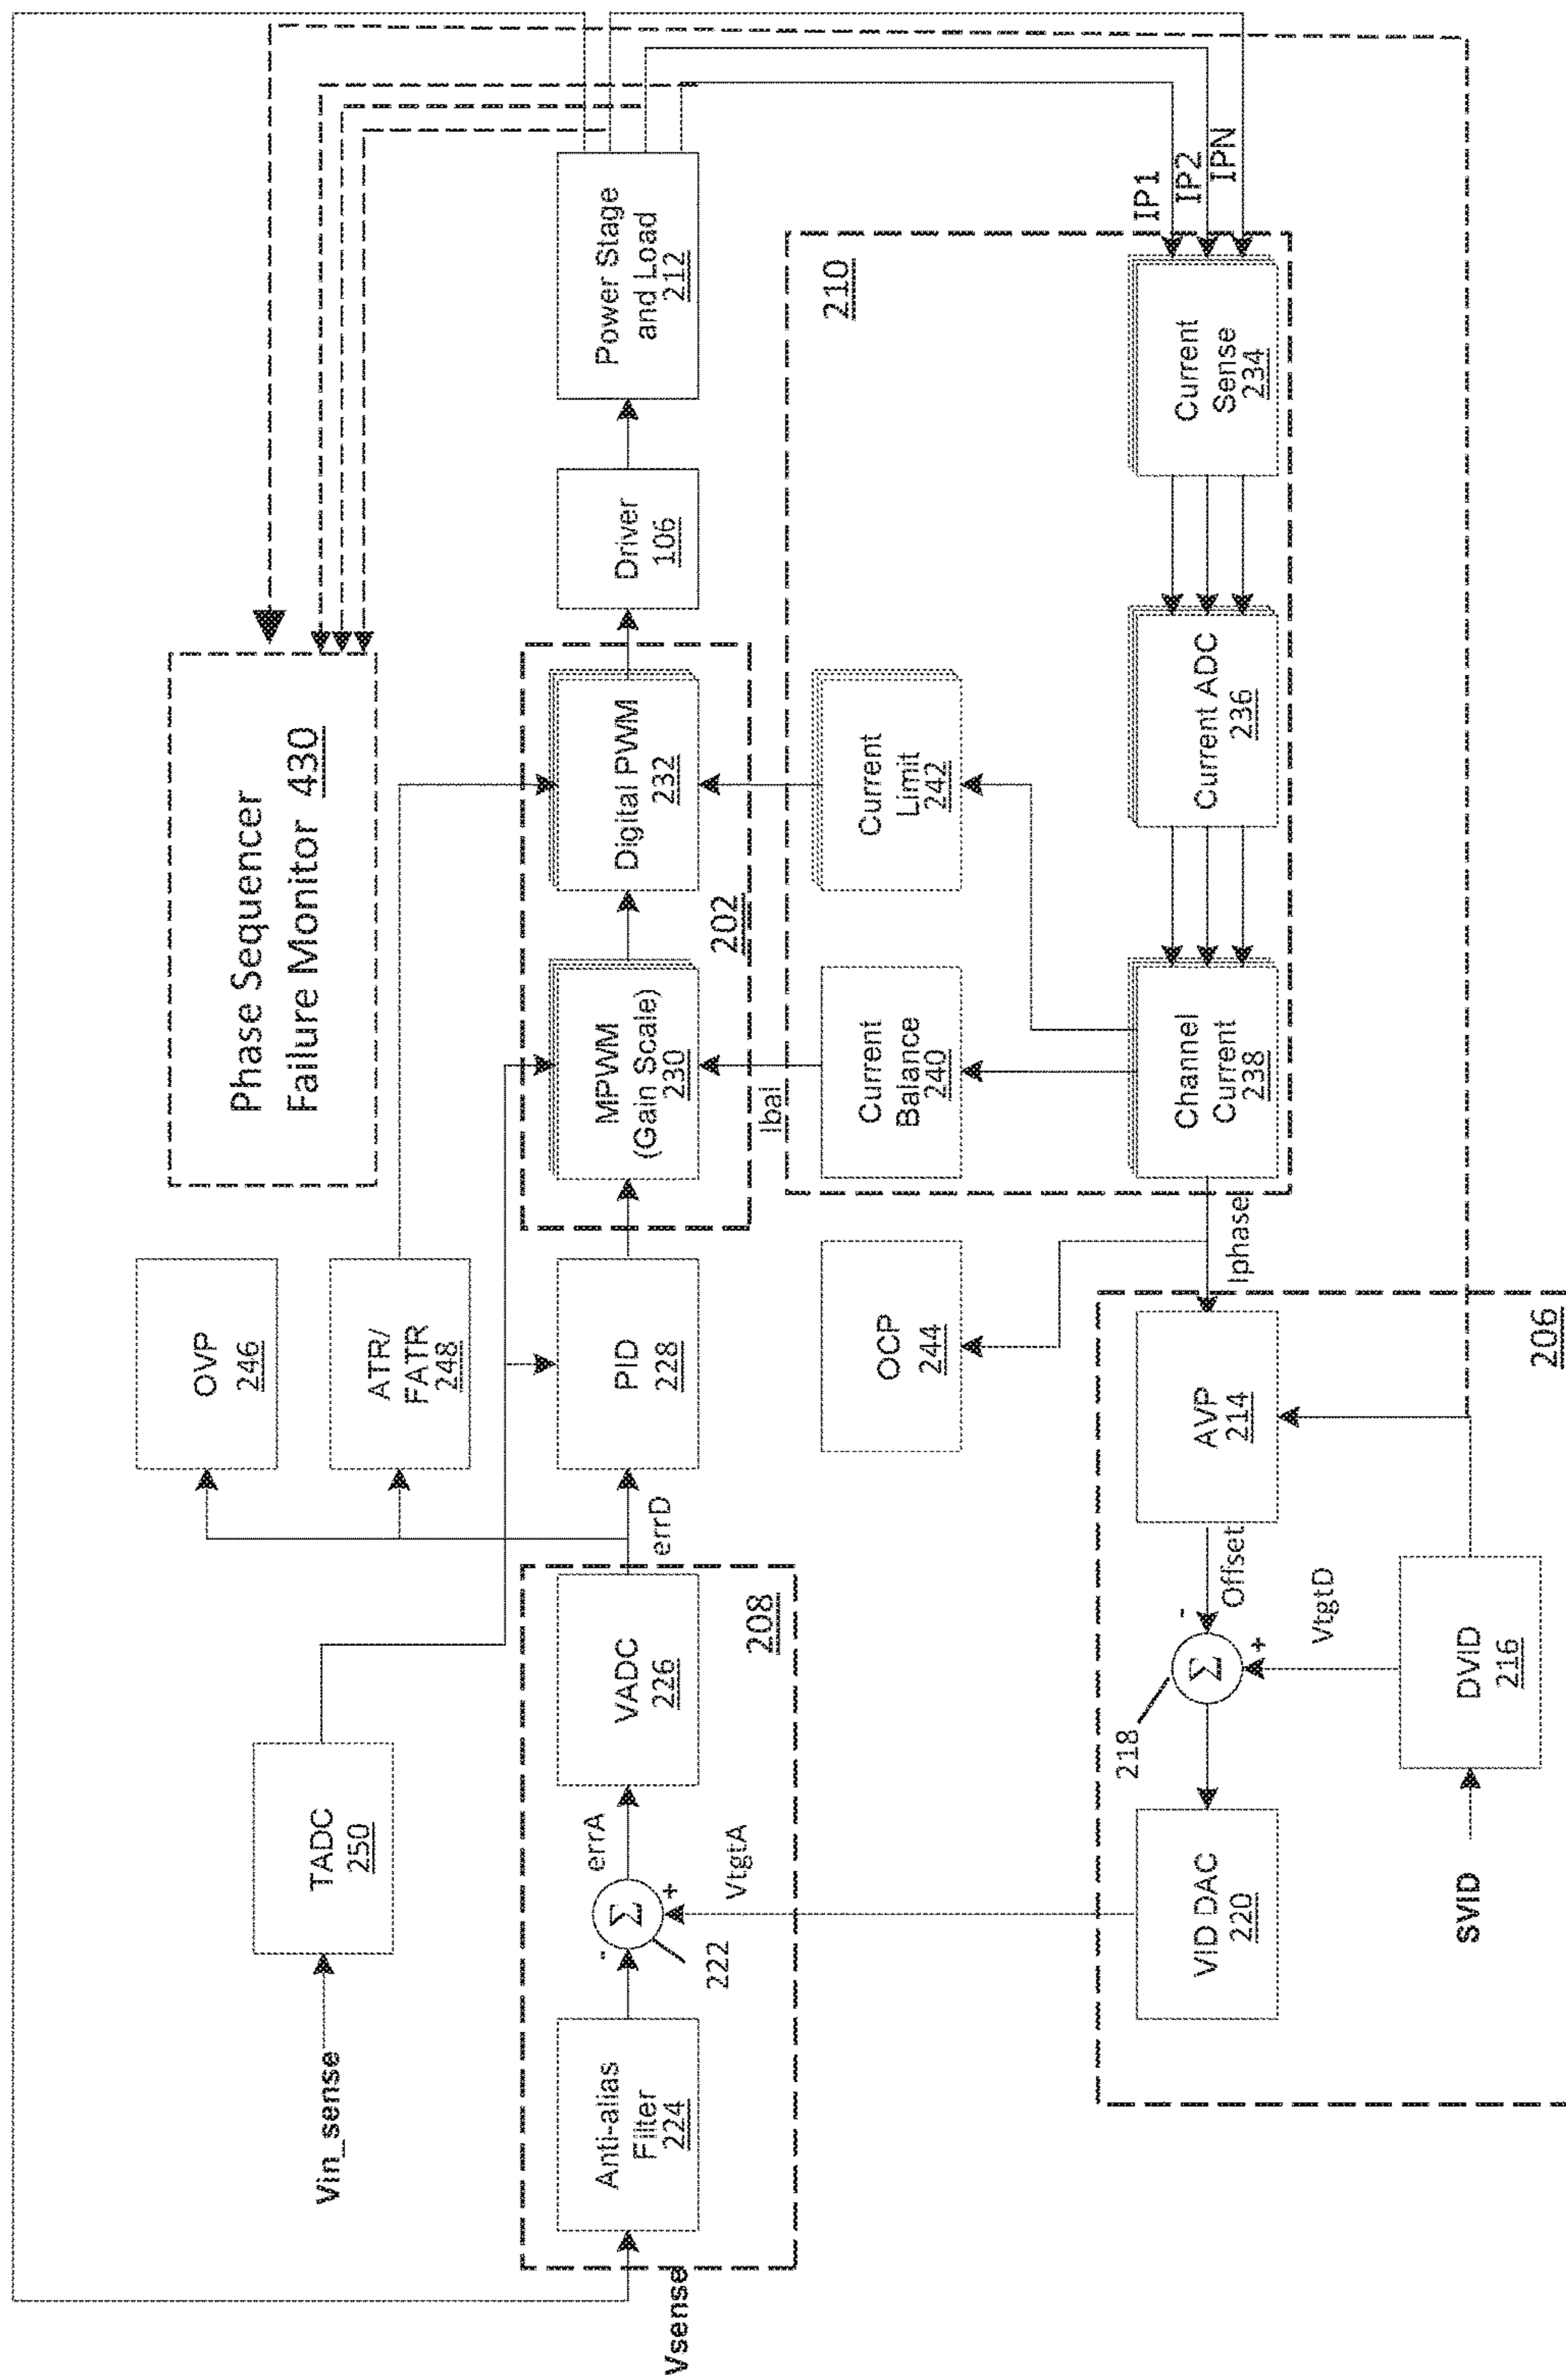 Phase Sequencer
Failure Monitor 430
OVP
246
ATR/
FATR
248
TADC
250
Vin_sense
Vsense
Anti-alias
Filter
224
-
Σ
+
222
errA
VtgtA
VADC
226
208
errD
PID
228
MPWM
(Gain Scale)
230
Digital PWM
232
202
Driver
106
Power Stage
and Load
212
Ibal
Current
Balance
240
Current
Limit
242
210
OCP
244
Iphase
Channel
Current
238
Current ADC
236
Current
Sense
234
IP1
IP2
IPN
VID DAC
220
218
Σ
-
+
Offset
VtgtD
AVP
214
206
SVID
DVID
216